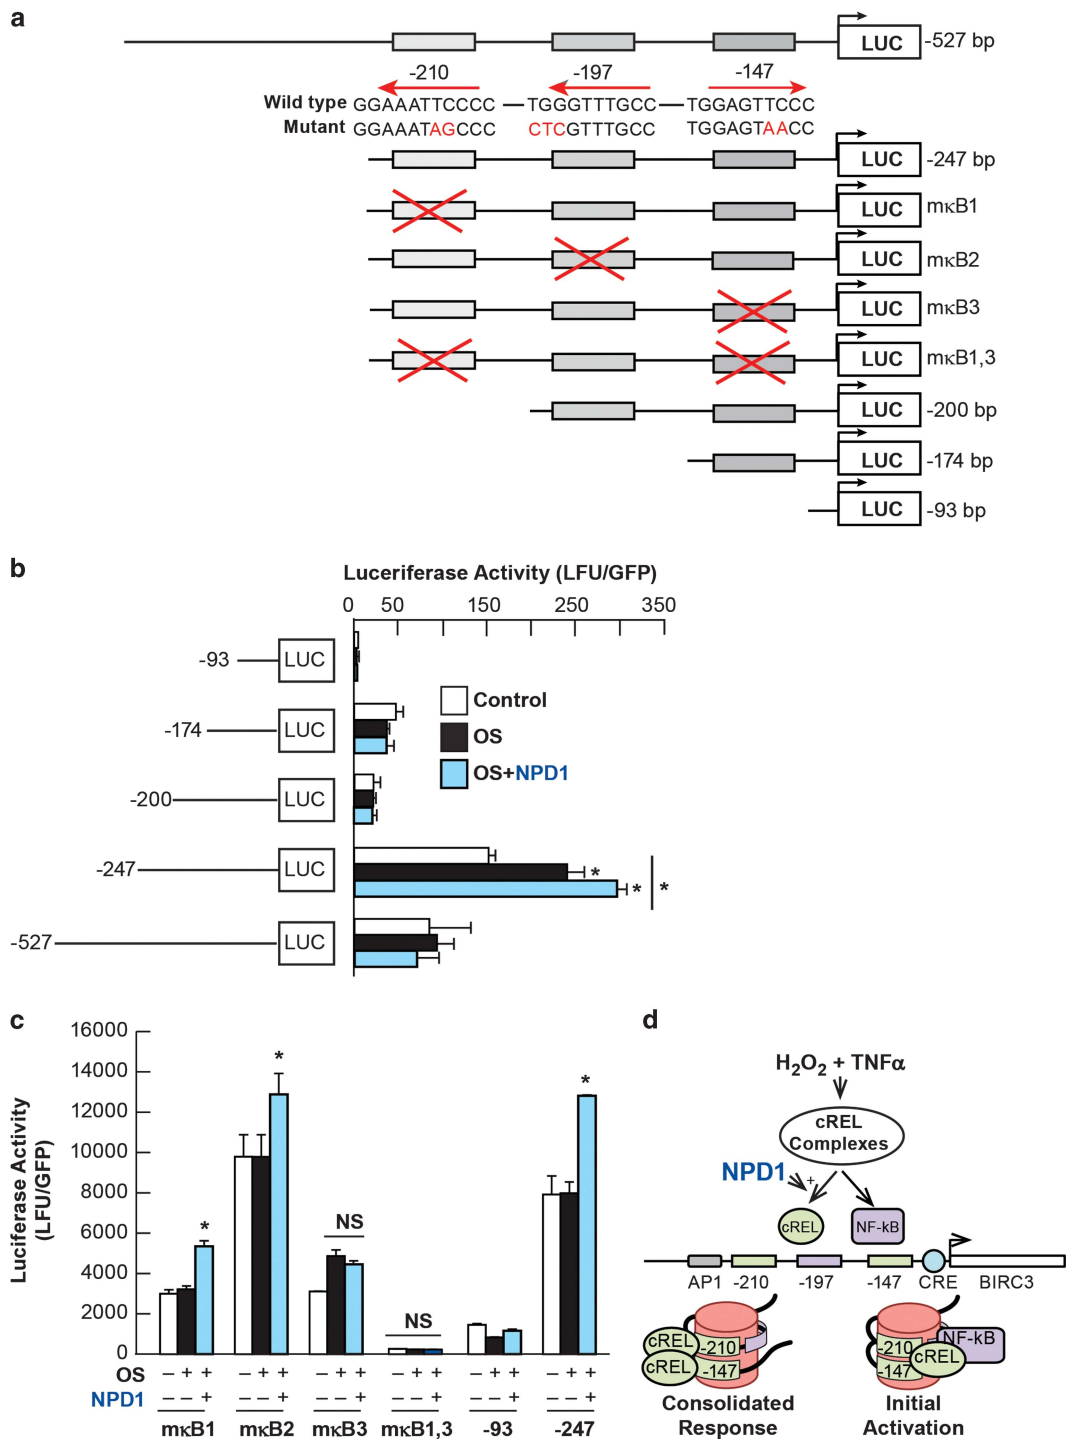 a
LUC -527 bp
-210 -197 -147
Wild type GGAAATTCCCC — TGGGTTTGCC — TGGAGTTCCC
Mutant GGAAATAGCCC CTCGTTTGCC TGGAGTAACC
LUC -247 bp
LUC mκB1
LUC mκB2
LUC mκB3
LUC mκB1,3
LUC -200 bp
LUC -174 bp
LUC -93 bp
b
Luceriferase Activity (LFU/GFP)
0 50 150 250 350
-93 LUC
-174 LUC
-200 LUC
-247 LUC
-527 LUC
Control
OS
OS+NPD1
* * *
c
Luciferase Activity
(LFU/GFP)
16000
14000
12000
10000
8000
6000
4000
2000
0
* * NS NS *
OS – + + – + + – + + – + + – + + – + +
NPD1 – – + – – + – – + – – + – – + – – +
mκB1 mκB2 mκB3 mκB1,3 -93 -247
d
H2O2 + TNFα
cREL
Complexes
NPD1 +
cREL NF-kB
AP1 -210 -197 -147 CRE BIRC3
cREL -210
cREL -147
Consolidated
Response
-210 NF-kB
-147 cREL
Initial
Activation